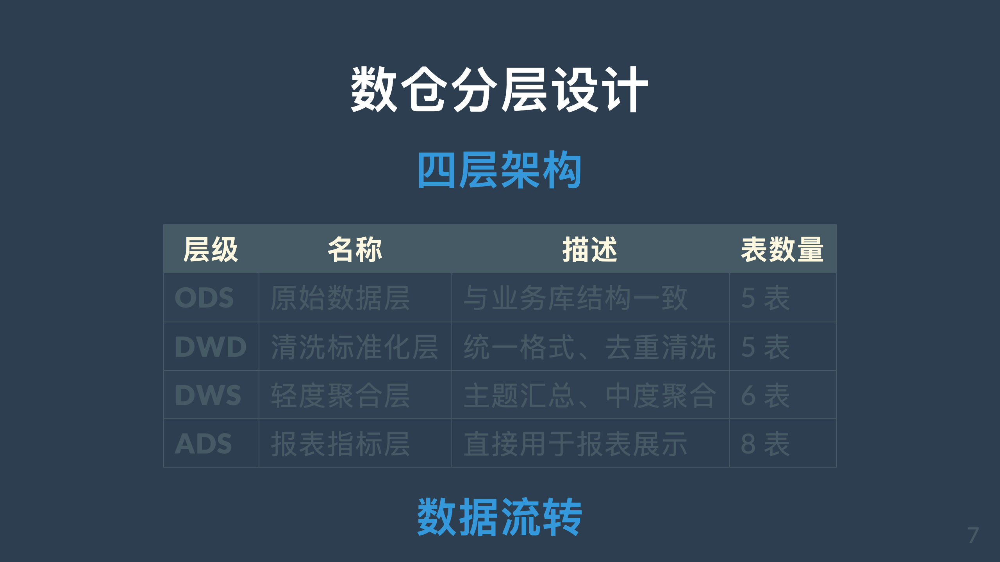 数仓分层设计
四层架构
层级 名称 描述 表数量
ODS 原始数据层 与业务库结构一致 5 表
DWD 清洗标准化层 统一格式、去重清洗 5 表
DWS 轻度聚合层 主题汇总、中度聚合 6 表
ADS 报表指标层 直接用于报表展示 8 表
数据流转
7